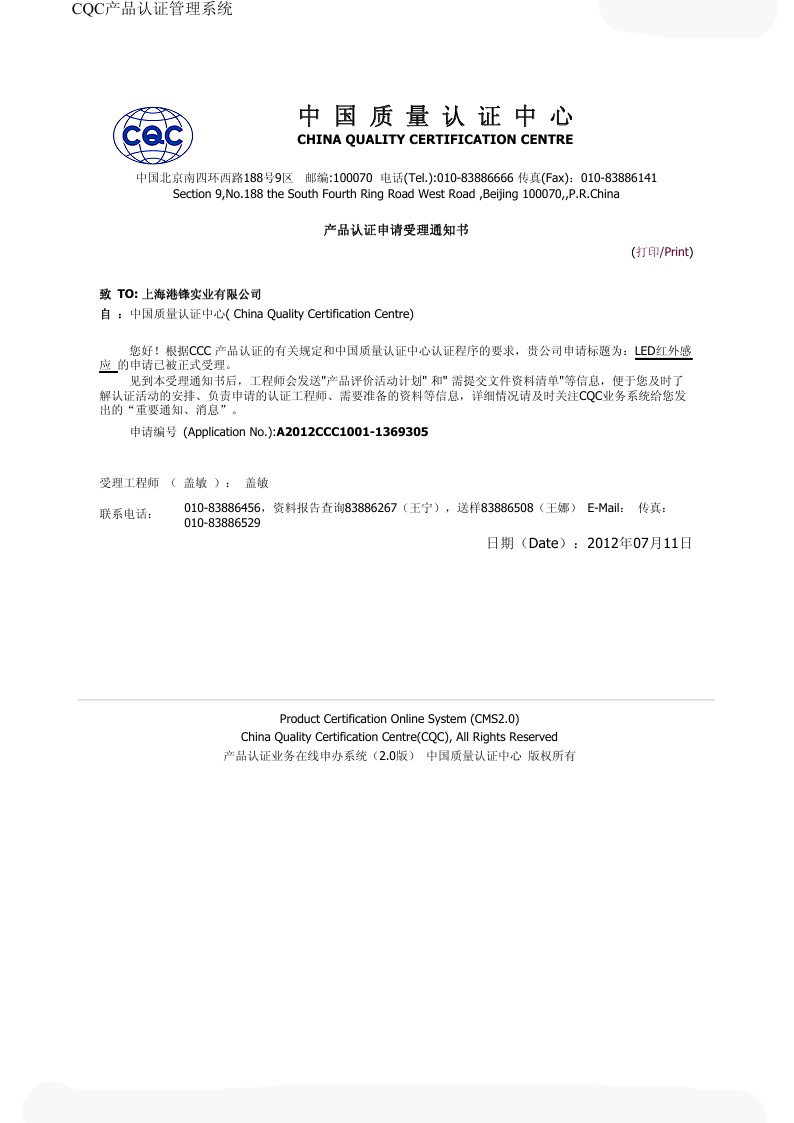 CQC产品认证管理系统
CQC
中国质量认证中心
CHINA QUALITY CERTIFICATION CENTRE
中国北京南四环西路188号9区 邮编:100070 电话(Tel.):010-83886666 传真(Fax)：010-83886141
Section 9,No.188 the South Fourth Ring Road West Road ,Beijing 100070,,P.R.China
产品认证申请受理通知书
(打印/Print)
致 TO: 上海港锋实业有限公司
自 ：中国质量认证中心( China Quality Certification Centre)
您好！根据CCC 产品认证的有关规定和中国质量认证中心认证程序的要求，贵公司申请标题为：LED红外感
应 的申请已被正式受理。
见到本受理通知书后，工程师会发送"产品评价活动计划" 和" 需提交文件资料清单"等信息，便于您及时了
解认证活动的安排、负责申请的认证工程师、需要准备的资料等信息，详细情况请及时关注CQC业务系统给您发
出的“重要通知、消息”。
申请编号 (Application No.):A2012CCC1001-1369305
受理工程师 （ 盖敏 ）： 盖敏
联系电话： 010-83886456，资料报告查询83886267（王宁），送样83886508（王娜） E-Mail： 传真：
010-83886529
日期（Date）：2012年07月11日
Product Certification Online System (CMS2.0)
China Quality Certification Centre(CQC), All Rights Reserved
产品认证业务在线申办系统（2.0版） 中国质量认证中心 版权所有